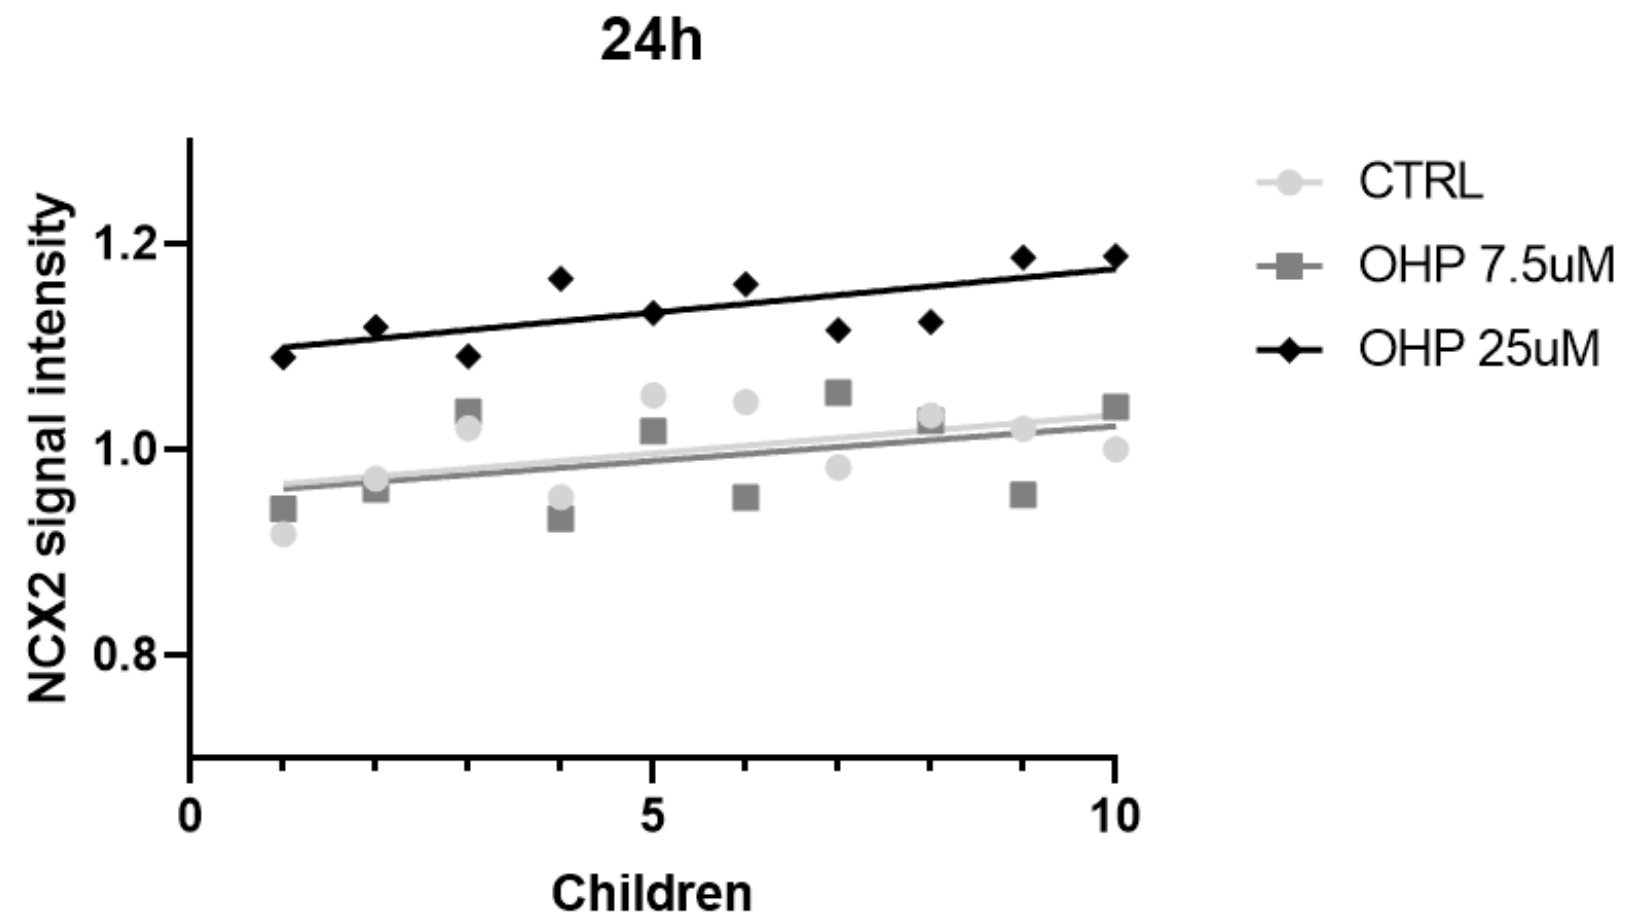 24h
NCX2 signal intensity
1.2
1.0
0.8
0
5
10
Children
CTRL
OHP 7.5uM
OHP 25uM